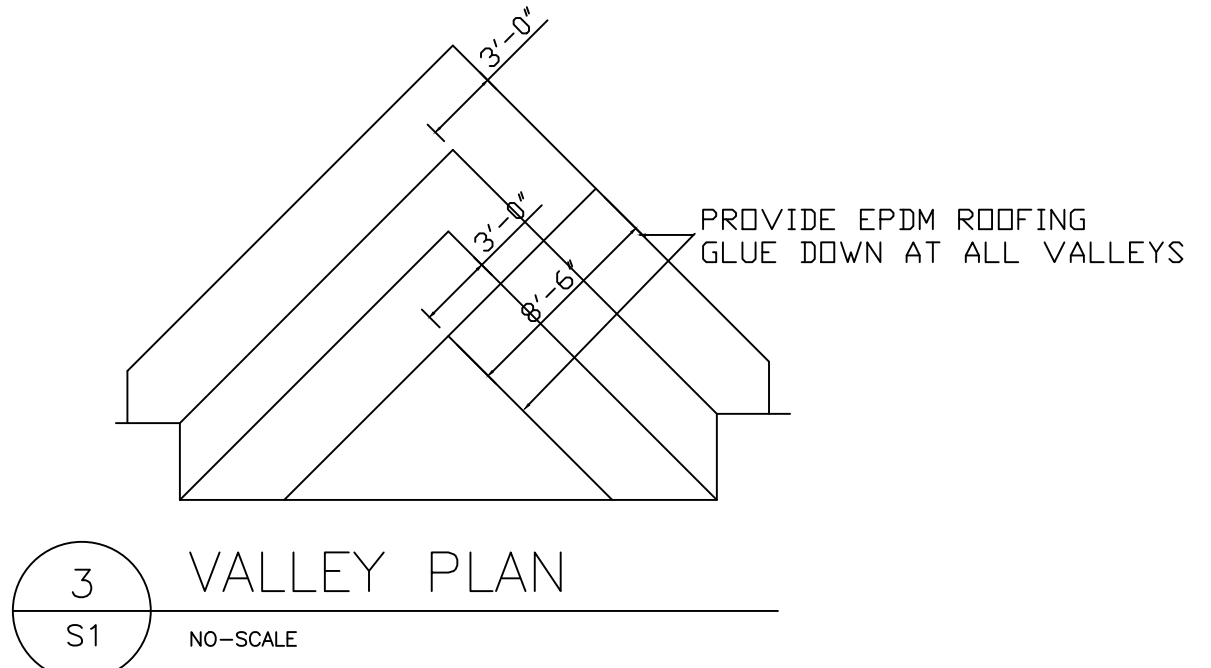 3'-0"
3'-0"
8'-6"
PROVIDE EPDM ROOFING
GLUE DOWN AT ALL VALLEYS
3
S1
VALLEY PLAN
NO-SCALE